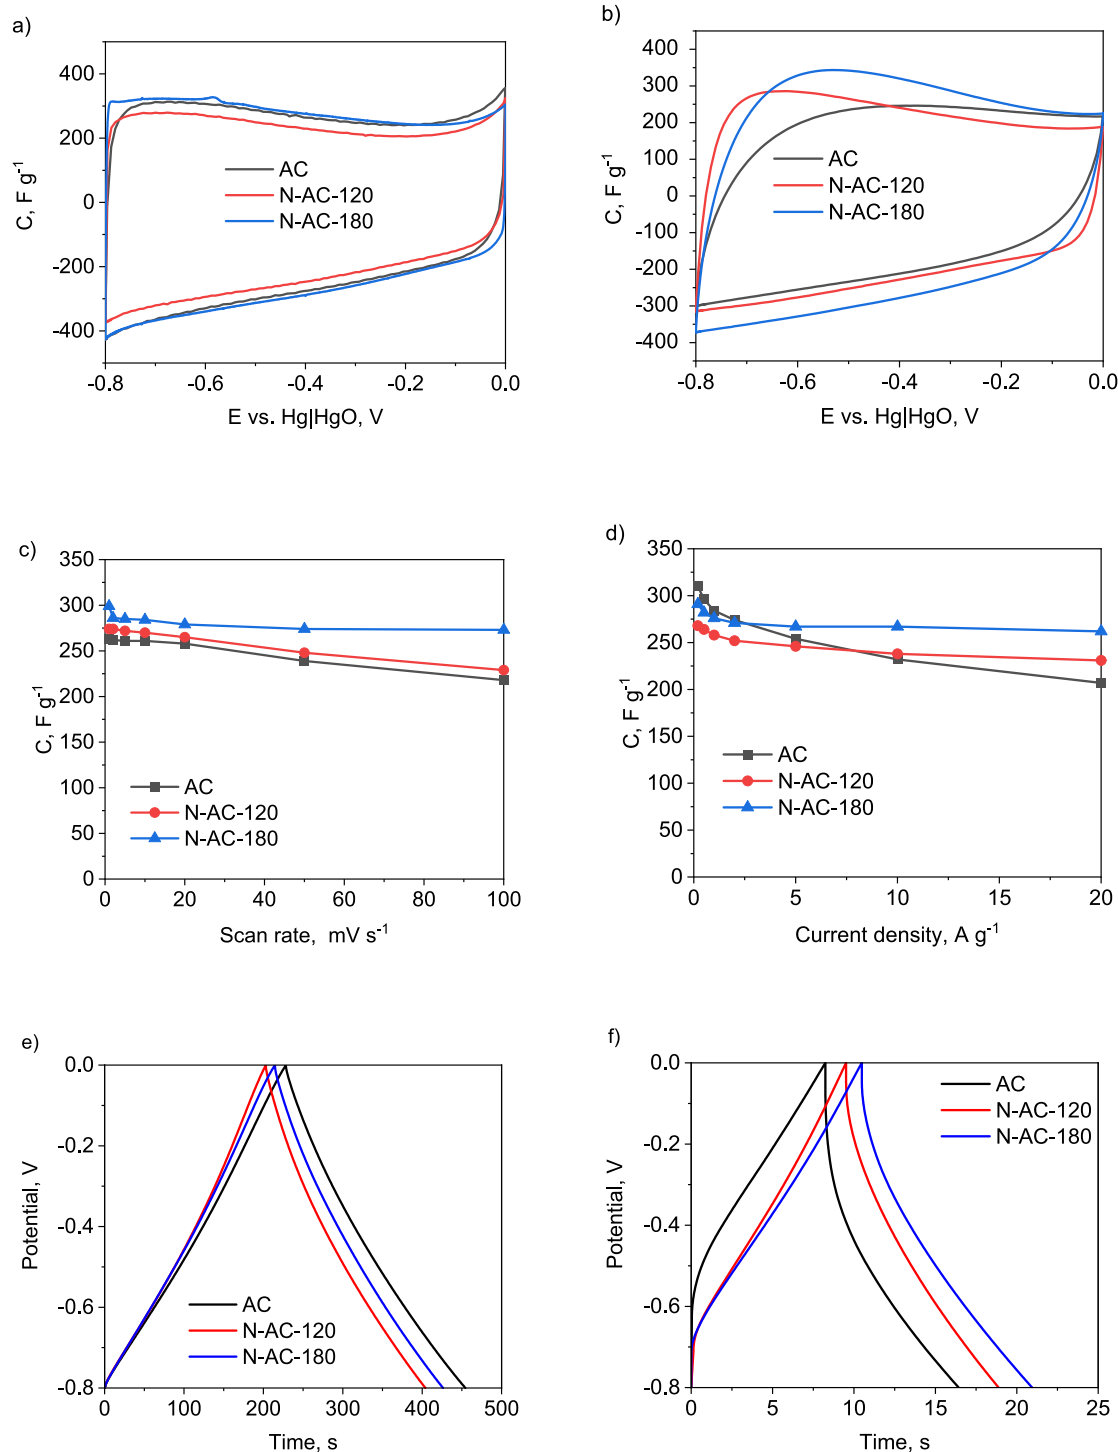 a)
400
200
0
-200
-400
C, F g⁻¹
AC
N-AC-120
N-AC-180
-0.8
-0.6
-0.4
-0.2
0.0
E vs. Hg|HgO, V
b)
400
300
200
100
0
-100
-200
-300
-400
C, F g⁻¹
AC
N-AC-120
N-AC-180
-0.8
-0.6
-0.4
-0.2
0.0
E vs. Hg|HgO, V
c)
350
300
250
200
150
100
50
0
C, F g⁻¹
AC
N-AC-120
N-AC-180
0
20
40
60
80
100
Scan rate, mV s⁻¹
d)
350
300
250
200
150
100
50
0
C, F g⁻¹
AC
N-AC-120
N-AC-180
0
5
10
15
20
Current density, A g⁻¹
e)
0.0
-0.2
-0.4
-0.6
-0.8
Potential, V
AC
N-AC-120
N-AC-180
0
100
200
300
400
500
Time, s
f)
0.0
-0.2
-0.4
-0.6
-0.8
Potential, V
AC
N-AC-120
N-AC-180
0
5
10
15
20
25
Time, s